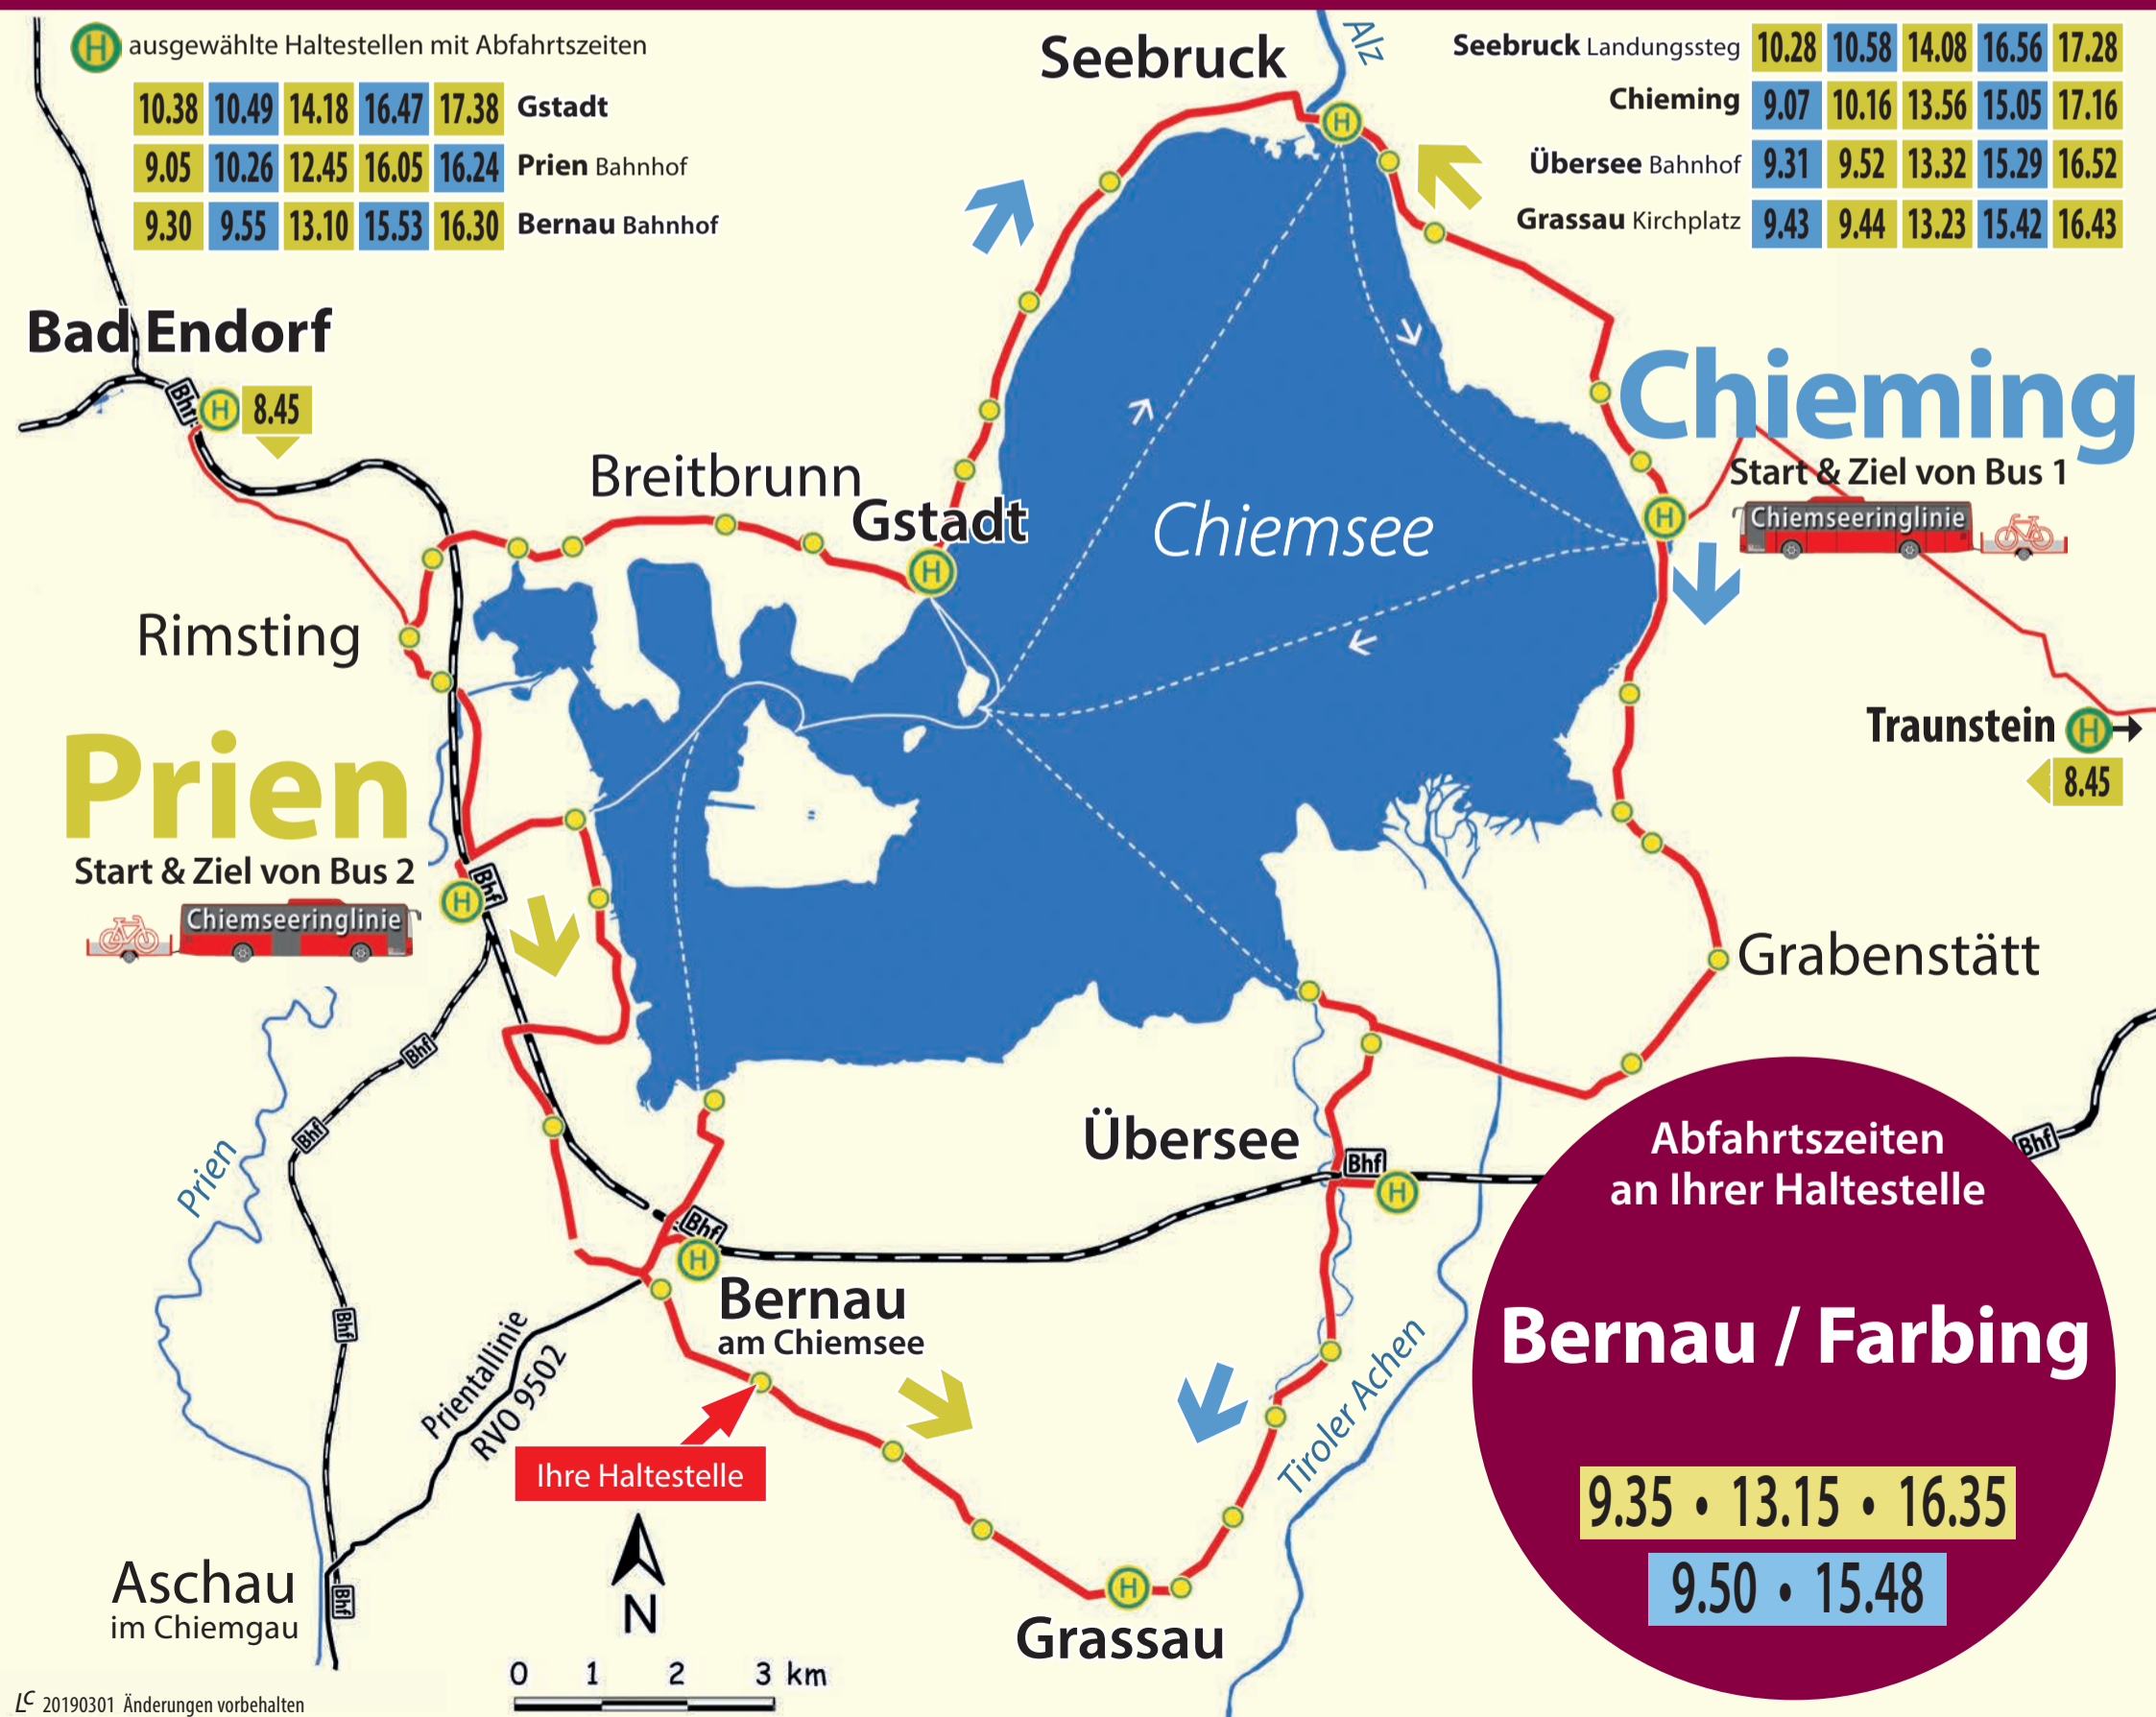 H ausgewählte Haltestellen mit Abfahrtszeiten
10.38 10.49 14.18 16.47 17.38 Gstadt
9.05 10.26 12.45 16.05 16.24 Prien Bahnhof
9.30 9.55 13.10 15.53 16.30 Bernau Bahnhof
Seebruck
Alz
Seebruck Landungssteg 10.28 10.58 14.08 16.56 17.28
Chieming 9.07 10.16 13.56 15.05 17.16
Übersee Bahnhof 9.31 9.52 13.32 15.29 16.52
Grassau Kirchplatz 9.43 9.44 13.23 15.42 16.43
H
Bad Endorf
Bhf H 8.45
Chieming
Start & Ziel von Bus 1
Chiemseeringlinie
H
Breitbrunn
Gstadt
H
Chiemsee
Rimsting
Traunstein H
8.45
Prien
Start & Ziel von Bus 2
Chiemseeringlinie
Bhf
H
Grabenstätt
Bhf
Bhf
Prien
Übersee
Bhf
H
Bhf
Bhf
H
Bernau
am Chiemsee
Bhf
Prientallinie
RVO 9502
Ihre Haltestelle
Tiroler Achen
Abfahrtszeiten
an Ihrer Haltestelle
Bernau / Farbing
9.35 • 13.15 • 16.35
9.50 • 15.48
Aschau
im Chiemgau
Bhf
N
H
Grassau
0 1 2 3 km
LC 20190301 Änderungen vorbehalten